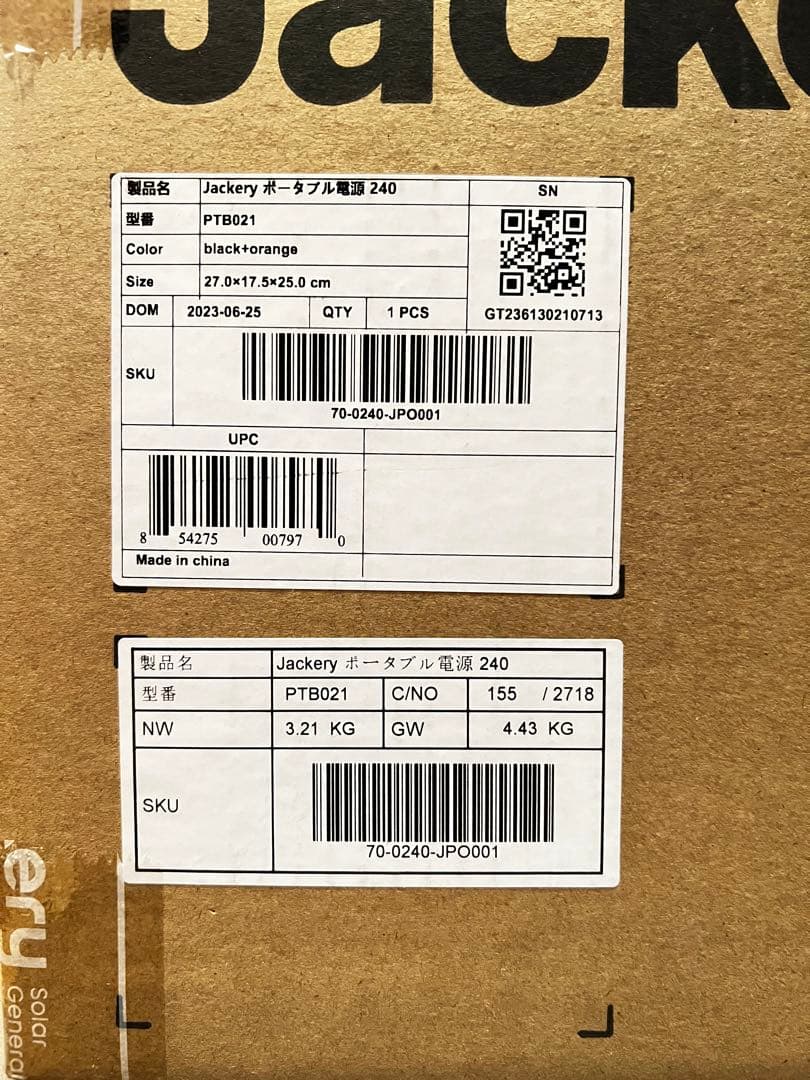 Jack
製品名 Jackery ポータブル電源 240 SN
型番 PTB021
Color black+orange
Size 27.0×17.5×25.0 cm
DOM 2023-06-25 QTY 1 PCS GT236130210713
SKU
70-0240-JPO001
UPC
8 54275 00797 0
Made in china
製品名 Jackery ポータブル電源 240
型番 PTB021 C/NO 155 / 2718
NW 3.21 KG GW 4.43 KG
SKU
70-0240-JPO001
ery
Solar
General